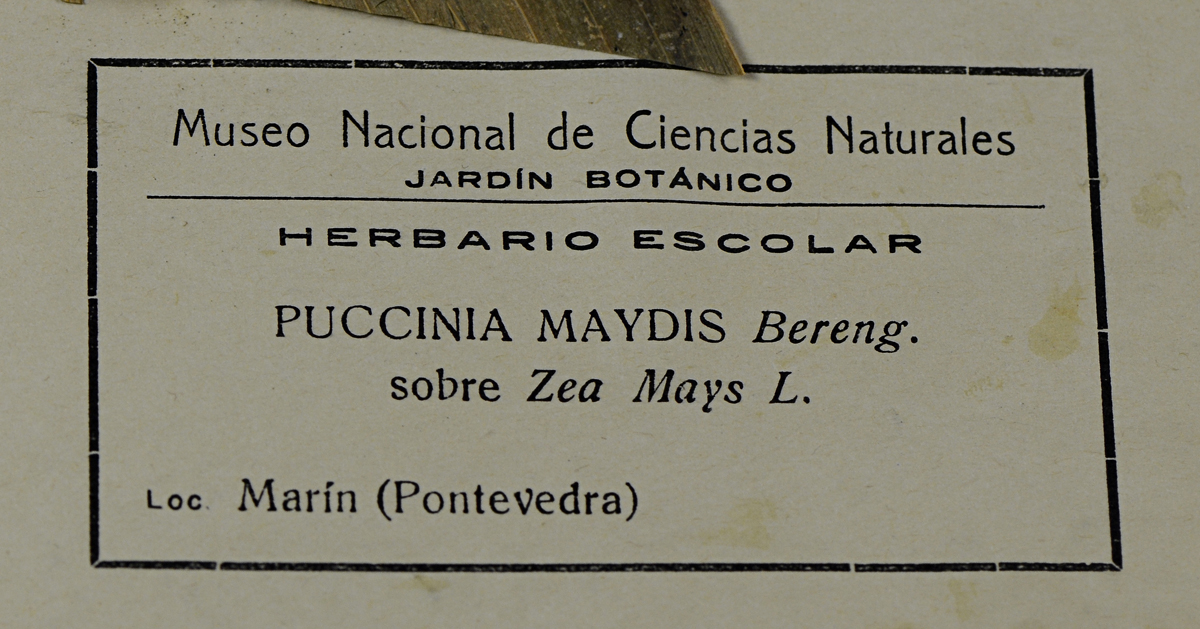 Museo Nacional de Ciencias Naturales
JARDÍN BOTÁNICO
HERBARIO ESCOLAR
PUCCINIA MAYDIS Bereng.
sobre Zea Mays L.
Loc. Marín (Pontevedra)